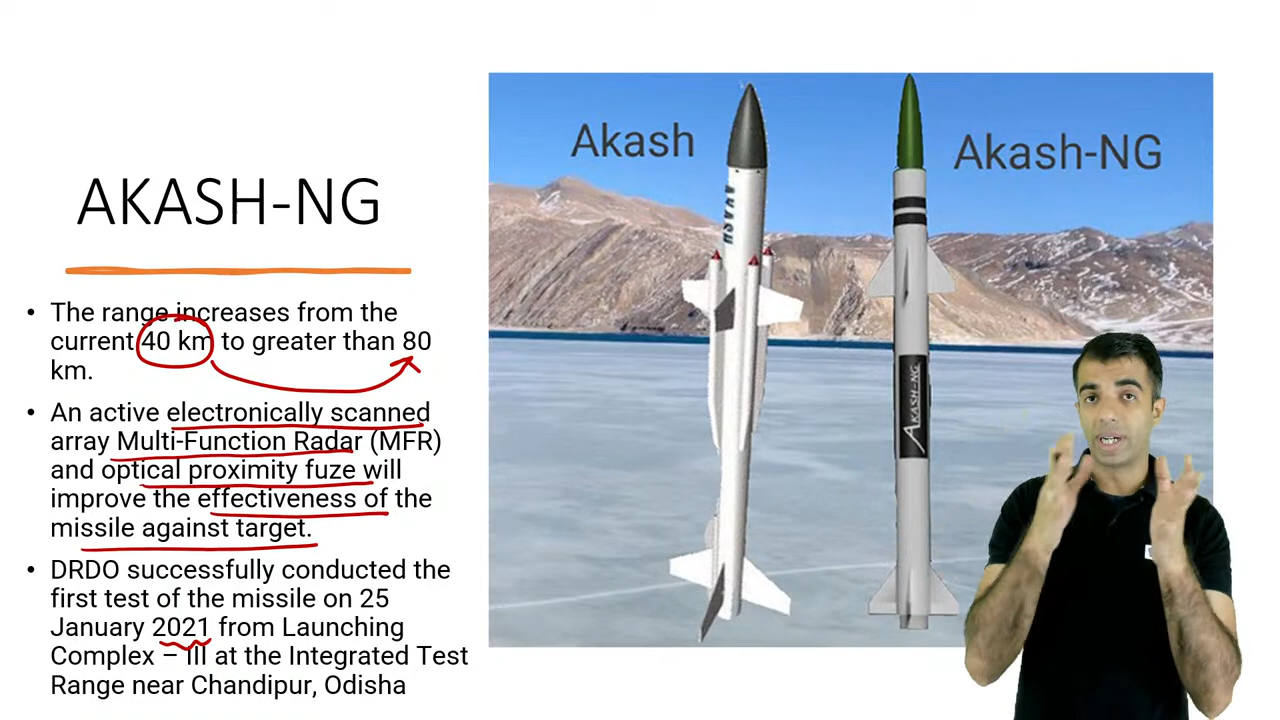 AKASH-NG
• The range increases from the
current 40 km to greater than 80
km.
• An active electronically scanned
array Multi-Function Radar (MFR)
and optical proximity fuze will
improve the effectiveness of the
missile against target.
• DRDO successfully conducted the
first test of the missile on 25
January 2021 from Launching
Complex – III at the Integrated Test
Range near Chandipur, Odisha
Akash
Akash-NG
AKASH
AKASH-NG